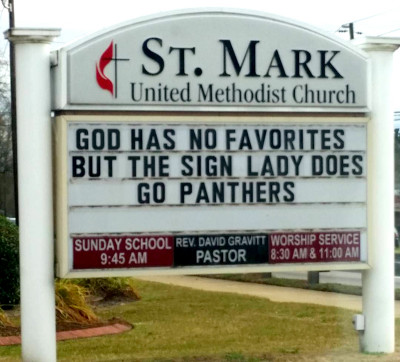 ST. MARK
UNITED METHODIST CHURCH
GOD HAS NO FAVORITES
BUT THE SIGN LADY DOES
GO PANTHERS
SUNDAY SCHOOL
9:45 AM
REV. DAVID GRAVITT
PASTOR
WORSHIP SERVICE
8:30 AM & 11:00 AM